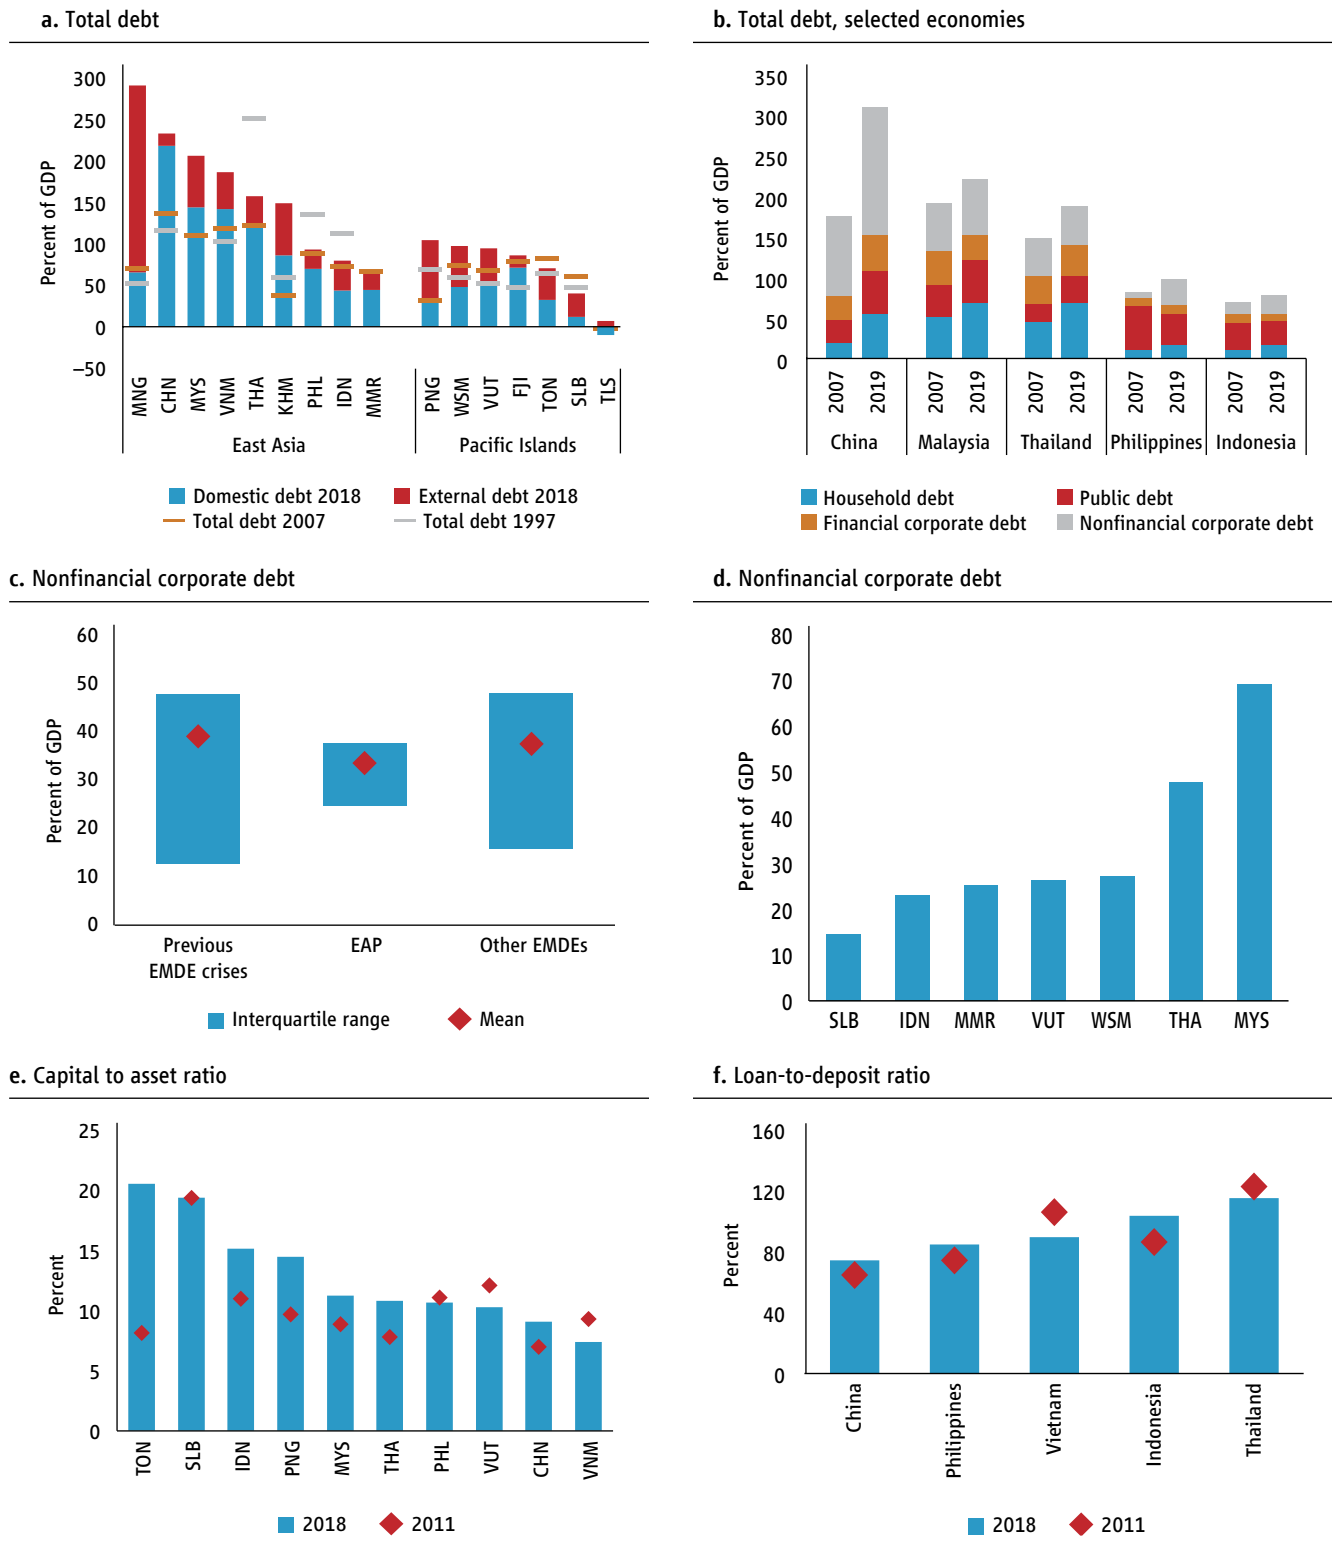 a. Total debt
Percent of GDP
300
250
200
150
100
50
0
–50
MNG
CHN
MYS
VNM
THA
KHM
PHL
IDN
MMR
PNG
WSM
VUT
FJI
TON
SLB
TLS
East Asia
Pacific Islands
Domestic debt 2018
External debt 2018
Total debt 2007
Total debt 1997
b. Total debt, selected economies
Percent of GDP
350
300
250
200
150
100
50
0
2007
2019
2007
2019
2007
2019
2007
2019
2007
2019
China
Malaysia
Thailand
Philippines
Indonesia
Household debt
Public debt
Financial corporate debt
Nonfinancial corporate debt
c. Nonfinancial corporate debt
Percent of GDP
60
50
40
30
20
10
0
Previous
EMDE crises
EAP
Other EMDEs
Interquartile range
Mean
d. Nonfinancial corporate debt
Percent of GDP
80
70
60
50
40
30
20
10
0
SLB
IDN
MMR
VUT
WSM
THA
MYS
e. Capital to asset ratio
Percent
25
20
15
10
5
0
TON
SLB
IDN
PNG
MYS
THA
PHL
VUT
CHN
VNM
2018
2011
f. Loan-to-deposit ratio
Percent
160
120
80
40
0
China
Philippines
Vietnam
Indonesia
Thailand
2018
2011